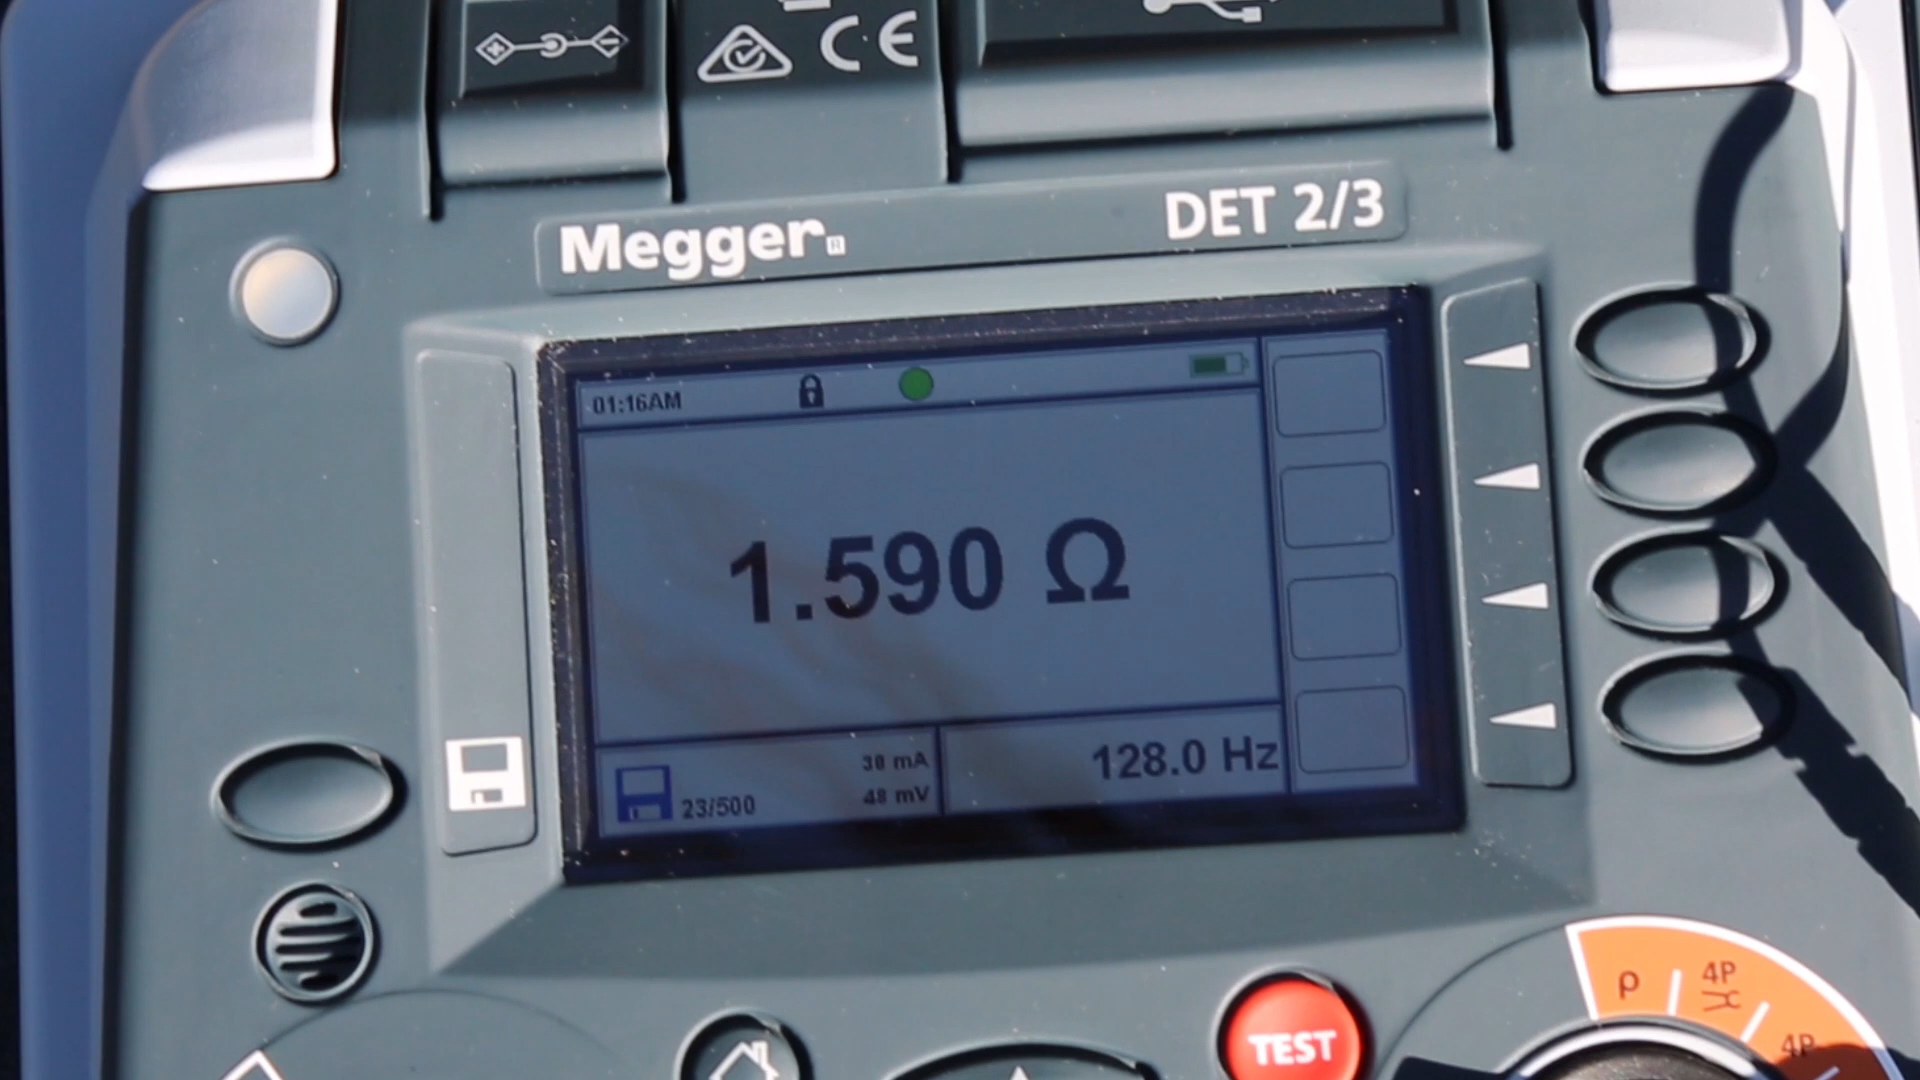 CE
Megger®
DET 2/3
01:16AM
1.590 Ω
23/500
30 mA
48 mV
128.0 Hz
TEST
ρ
4P
4P